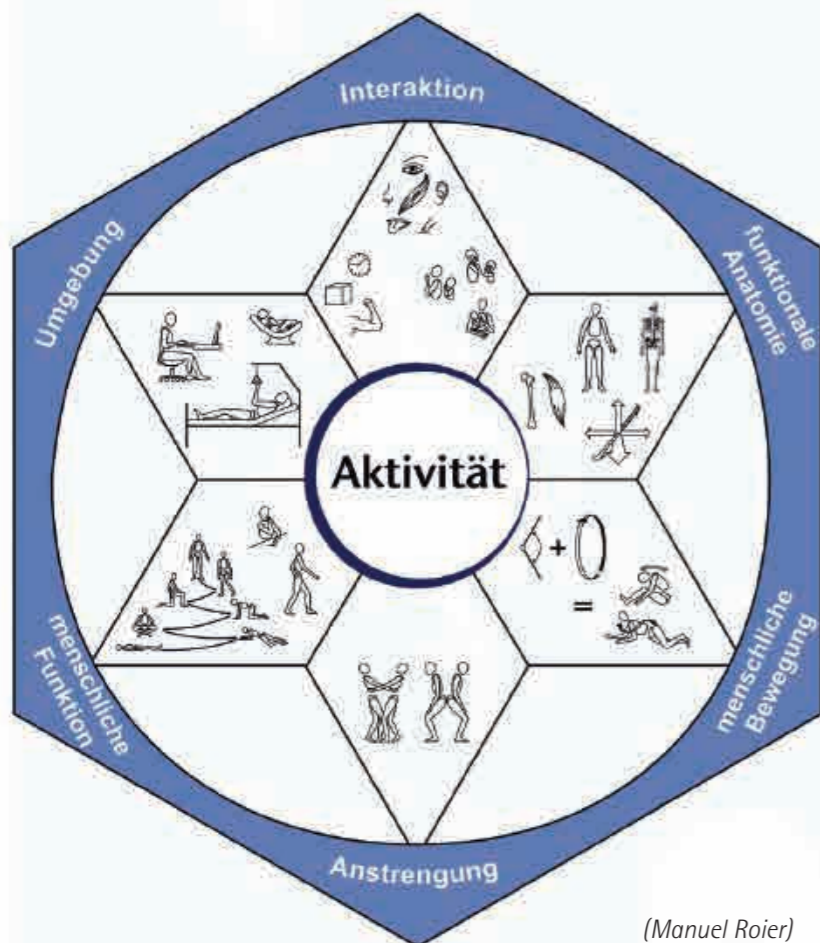 Interaktion
funktionale
Anatomie
menschliche
Bewegung
Anstrengung
menschliche
Funktion
Umgebung
Aktivität
+
=
(Manuel Roier)